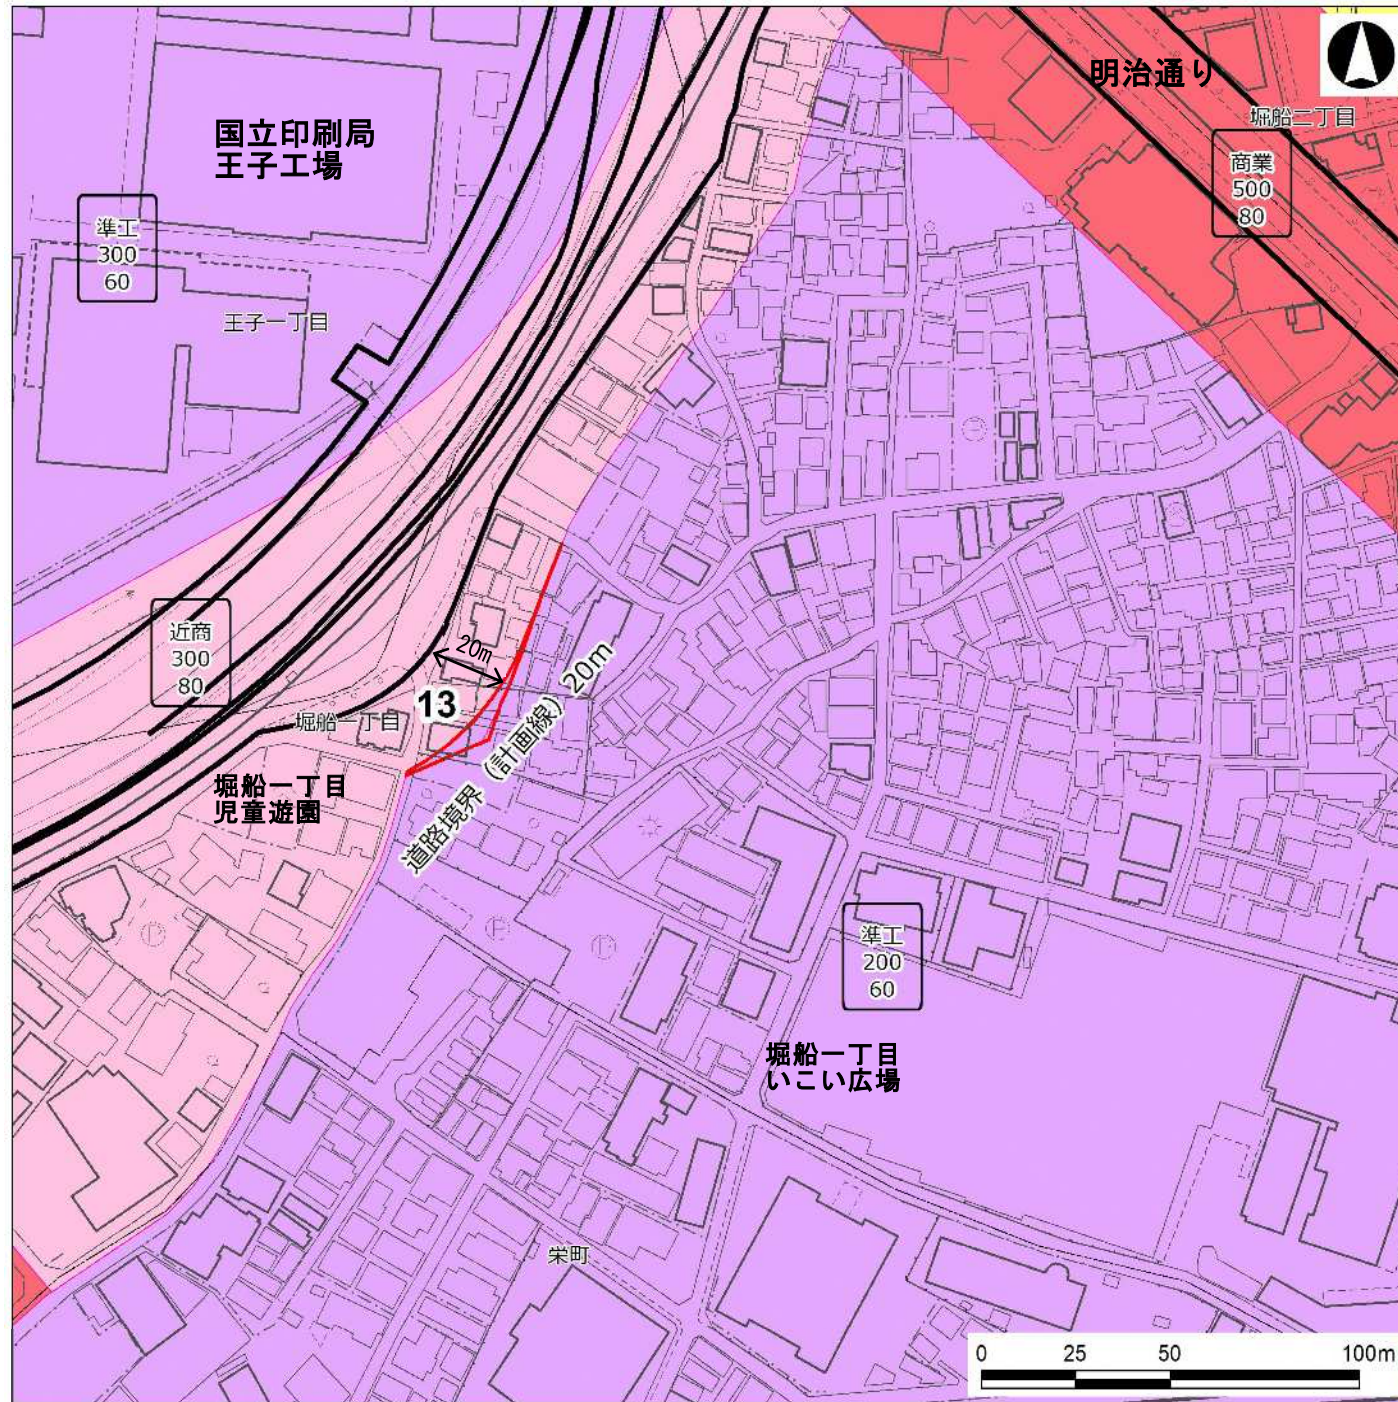 明治通り
堀船二丁目
国立印刷局
王子工場
商業
500
80
準工
300
60
王子一丁目
近商
300
80
20m
13
堀船一丁目
道路境界（計画線）20m
堀船一丁目
児童遊園
準工
200
60
堀船一丁目
いこい広場
栄町
0 25 50 100m